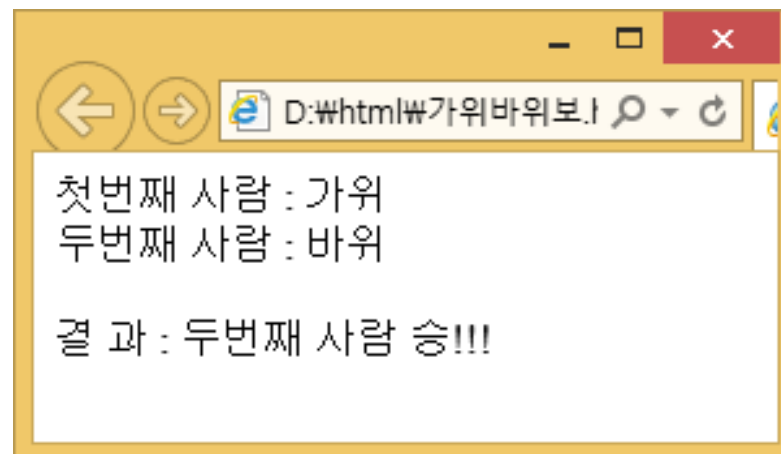 D:₩html₩가위바위보.h
첫번째 사람 : 가위
두번째 사람 : 바위
결 과 : 두번째 사람 승!!!